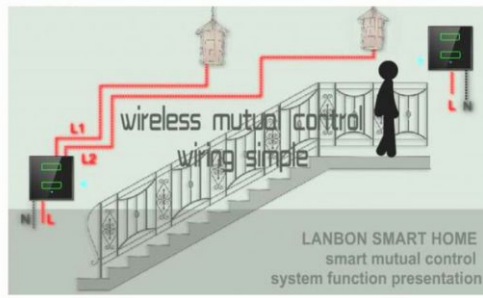 L N
wireless mutual control
wiring simple
L1
L2
N L
LANBON SMART HOME
smart mutual control
system function presentation